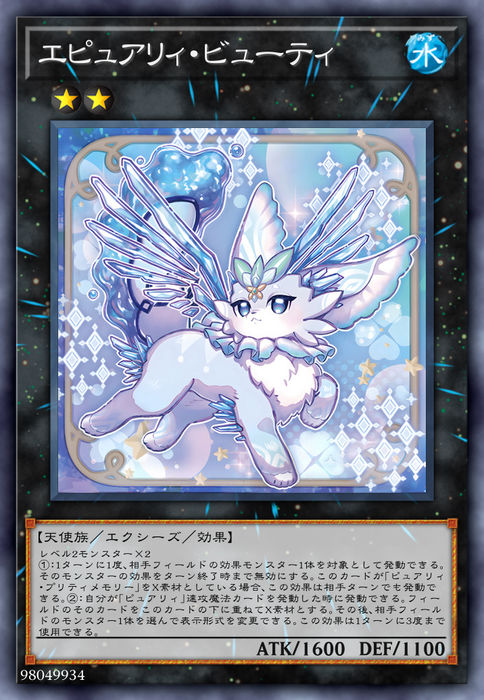 エピュアリィ・ビューティ
みず
水
【天使族／エクシーズ／効果】
レベル2モンスター×2
①：1ターンに1度、相手フィールドの効果モンスター1体を対象として発動できる。
そのモンスターの効果をターン終了時まで無効にする。このカードが「ピュアリィ
・プリティメモリー」をX素材としている場合、この効果は相手ターンでも発動で
きる。②：自分が「ピュアリィ」速攻魔法カードを発動した時に発動できる。フィー
ルドのそのカードをこのカードの下に重ねてX素材とする。その後、相手フィール
ドのモンスター1体を選んで表示形式を変更できる。この効果は1ターンに3度まで
使用できる。
ATK/1600 DEF/1100
98049934